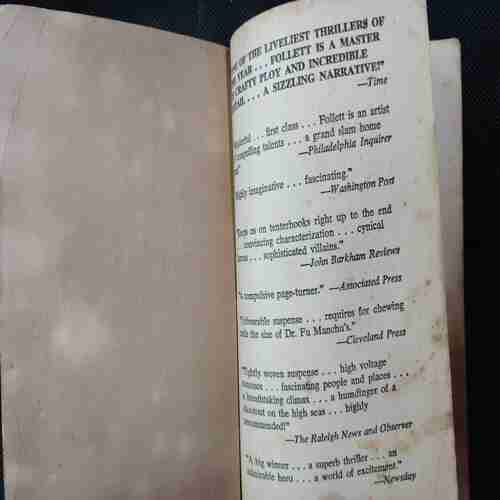 OF THE LIVELIEST THRILLERS OF
YEAR . . . FOLLETT IS A MASTER
CRAFTY PLOY AND INCREDIBLE
. . . A SIZZLING NARRATIVE!"
—Time
. . . first class . . . Follett is an artist
compelling talents . . . a grand slam home
—Philadelphia Inquirer
imaginative . . . fascinating."
—Washington Post
us on tenterhooks right up to the end
. . . convincing characterization . . . cynical
. . . sophisticated villains."
—John Barkham Reviews
"A compulsive page-turner." —Associated Press
suspense . . . requires for chewing
the size of Dr. Fu Manchu's."
—Cleveland Press
"Tightly woven suspense . . . high voltage
romance . . . fascinating people and places . . .
a breathtaking climax . . . a humdinger of a
shootout on the high seas . . . highly
recommended!"
—The Raleigh News and Observer
"A big winner . . . a superb thriller . . . an
admirable hero . . . a world of excitement."
—Newsday